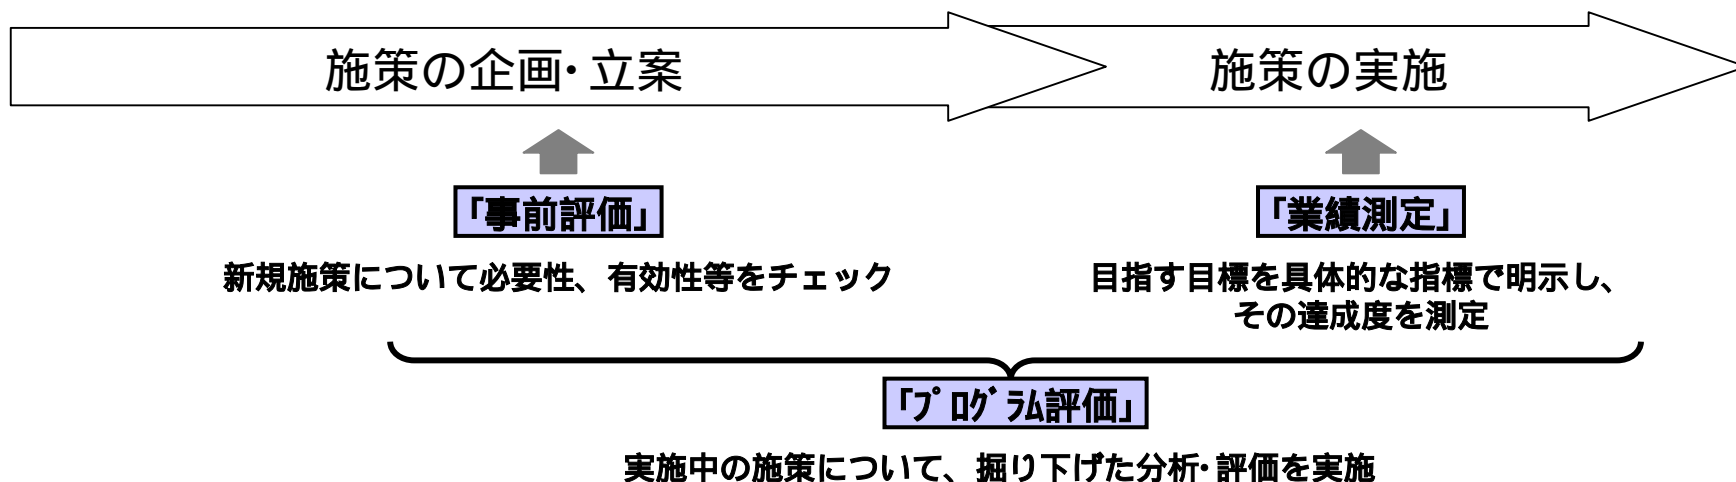 施策の企画・立案
施策の実施
「事前評価」
「業績測定」
新規施策について必要性、有効性等をチェック
目指す目標を具体的な指標で明示し、
その達成度を測定
「ﾌﾟﾛｸﾞﾗﾑ評価」
実施中の施策について、掘り下げた分析・評価を実施